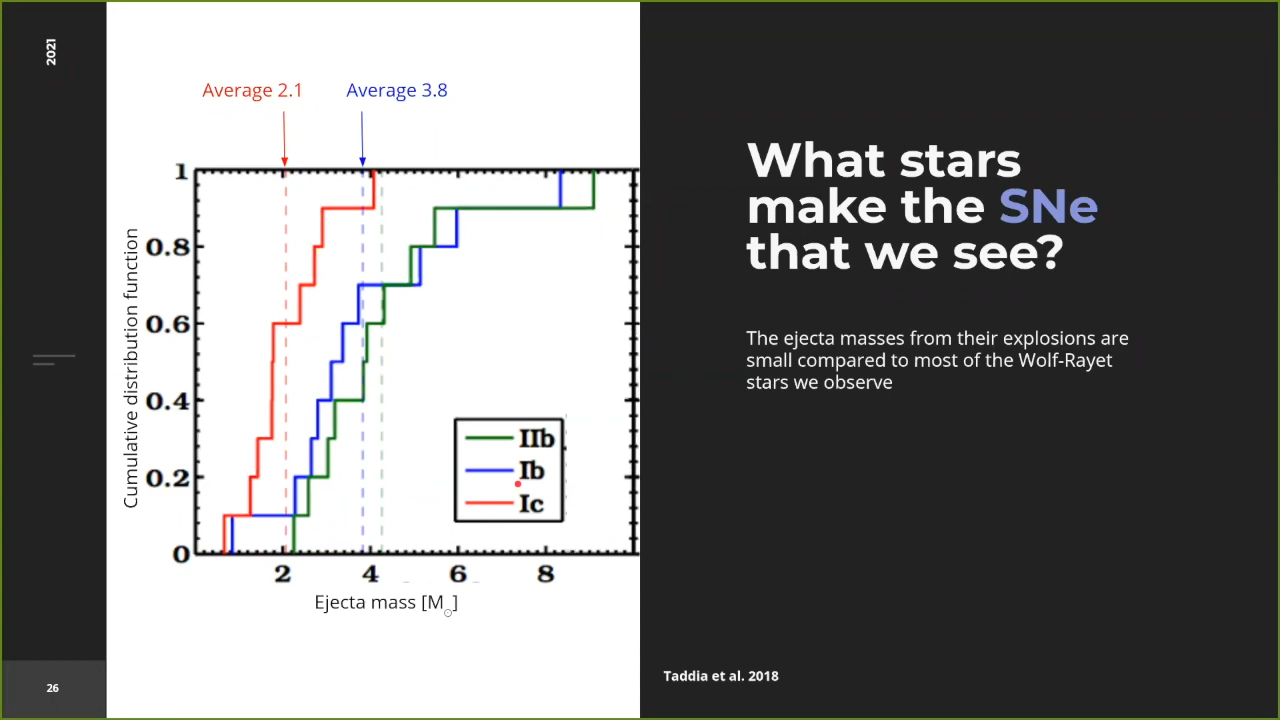 2021
Average 2.1
Average 3.8
1
0.8
0.6
0.4
0.2
0
Cumulative distribution function
IIb
Ib
Ic
2 4 6 8
Ejecta mass [M☉]
What stars
make the SNe
that we see?
The ejecta masses from their explosions are
small compared to most of the Wolf-Rayet
stars we observe
Taddia et al. 2018
26